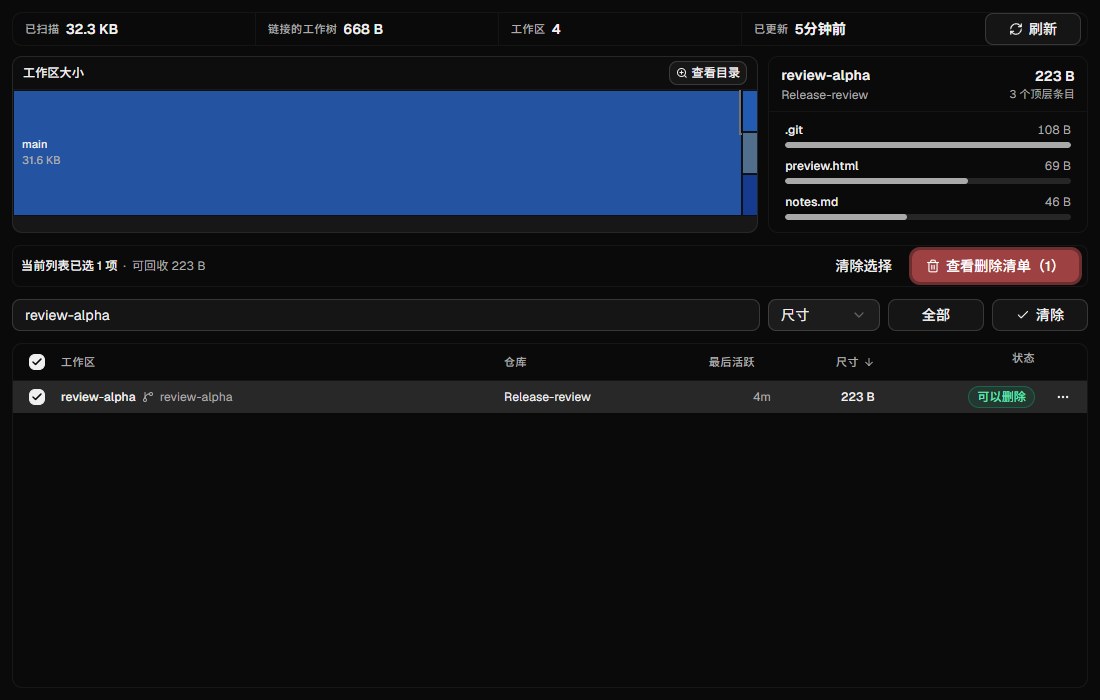 已扫描 32.3 KB 链接的工作树 668 B 工作区 4 已更新 5分钟前 刷新
工作区大小 查看目录
main
31.6 KB
review-alpha 223 B
Release-review 3 个顶层条目
.git 108 B
preview.html 69 B
notes.md 46 B
当前列表已选 1 项 · 可回收 223 B 清除选择 查看删除清单（1）
review-alpha 尺寸 全部 清除
工作区 仓库 最后活跃 尺寸 ↓ 状态
review-alpha review-alpha Release-review 4m 223 B 可以删除 ···